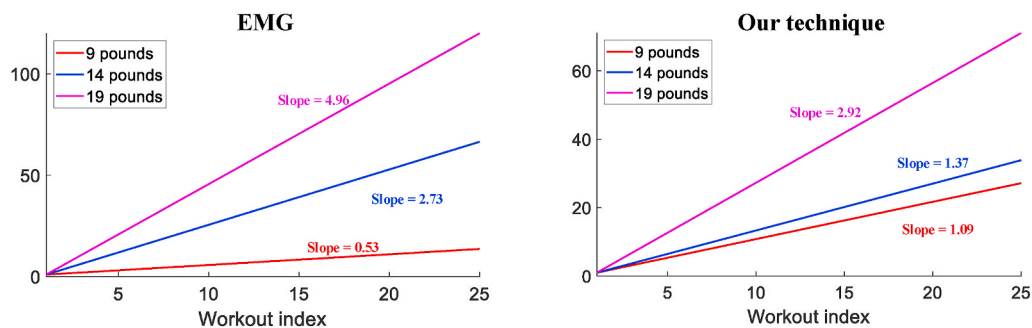 EMG
9 pounds
14 pounds
19 pounds
100
50
0
Slope = 4.96
Slope = 2.73
Slope = 0.53
5
10
15
20
25
Workout index
Our technique
9 pounds
14 pounds
19 pounds
60
40
20
0
Slope = 2.92
Slope = 1.37
Slope = 1.09
5
10
15
20
25
Workout index